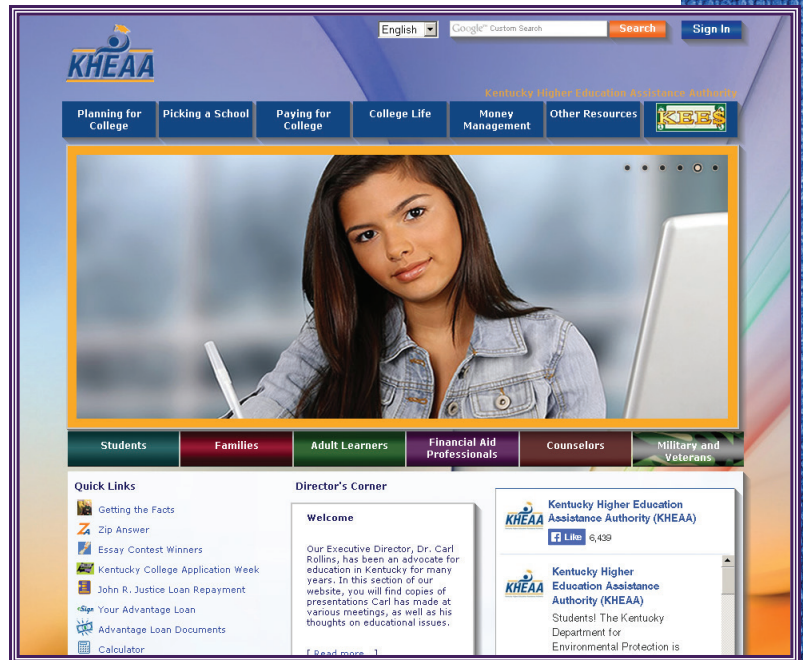 English
Google™ Custom Search
Search
Sign In
KHEAA
Kentucky Higher Education Assistance Authority
Planning for
College
Picking a School
Paying for
College
College Life
Money
Management
Other Resources
KEES
Students
Families
Adult Learners
Financial Aid
Professionals
Counselors
Military and
Veterans
Quick Links
Getting the Facts
Zip Answer
Essay Contest Winners
Kentucky College Application Week
John R. Justice Loan Repayment
Your Advantage Loan
Advantage Loan Documents
Calculator
Director's Corner
Welcome
Our Executive Director, Dr. Carl
Rollins, has been an advocate for
education in Kentucky for many
years. In this section of our
website, you will find copies of
presentations Carl has made at
various meetings, as well as his
thoughts on educational issues.
[ Read more...]
KHEAA
Kentucky Higher Education
Assistance Authority (KHEAA)
Like 6,439
KHEAA
Kentucky Higher
Education Assistance
Authority (KHEAA)
Students! The Kentucky
Department for
Environmental Protection is